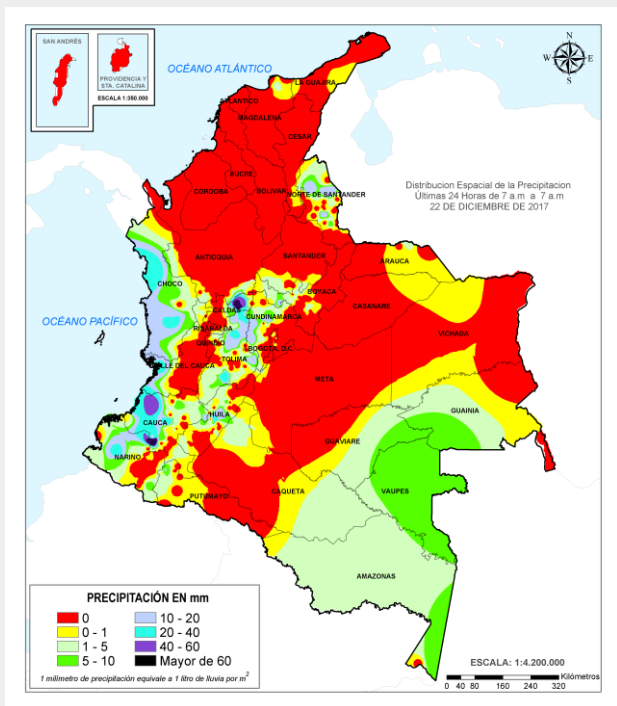 SAN ANDRÉS
PROVIDENCIA Y
STA. CATALINA
ESCALA 1:350.000
OCÉANO ATLÁNTICO
N
W
E
S
LA GUAJIRA
ATLANTICO
MAGDALENA
CESAR
SUCRE
CORDOBA
BOLIVAR
NORTE DE SANTANDER
Distribucion Espacial de la Precipitacion
Últimas 24 Horas de 7 a.m a 7 a.m
22 DE DICIEMBRE DE 2017
ANTIOQUIA
SANTANDER
ARAUCA
CHOCO
BOYACA
CASANARE
CALDAS
CUNDINAMARCA
OCÉANO PACÍFICO
RISARALDA
VICHADA
QUINDIO
BOGOTA, D.C.
TOLIMA
VALLE DEL CAUCA
META
GUAINIA
HUILA
CAUCA
GUAVIARE
NARIÑO
PUTUMAYO
CAQUETA
VAUPES
AMAZONAS
PRECIPITACIÓN EN mm
0
10 - 20
0 - 1
20 - 40
1 - 5
40 - 60
5 - 10
Mayor de 60
1 milimetro de precipitación equivale a 1 litro de lluvia por m2
ESCALA: 1:4.200.000
Kilómetros
0 40 80 160 240 320